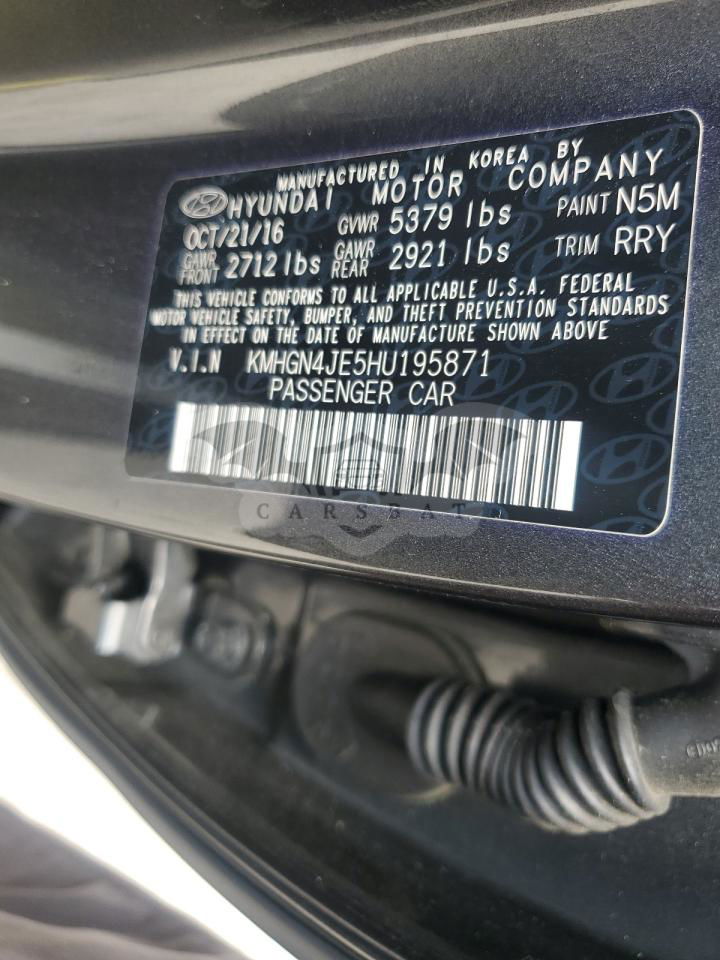 MANUFACTURED IN KOREA BY
HYUNDAI MOTOR COMPANY
OCT/21/16 GVWR 5379 lbs PAINT N5M
GAWR FRONT 2712 lbs GAWR REAR 2921 lbs TRIM RRY
THIS VEHICLE CONFORMS TO ALL APPLICABLE U.S.A. FEDERAL
MOTOR VEHICLE SAFETY, BUMPER, AND THEFT PREVENTION STANDARDS
IN EFFECT ON THE DATE OF MANUFACTURE SHOWN ABOVE.
V.I.N KMHGN4JE5HU195871
PASSENGER CAR
CARSBAT